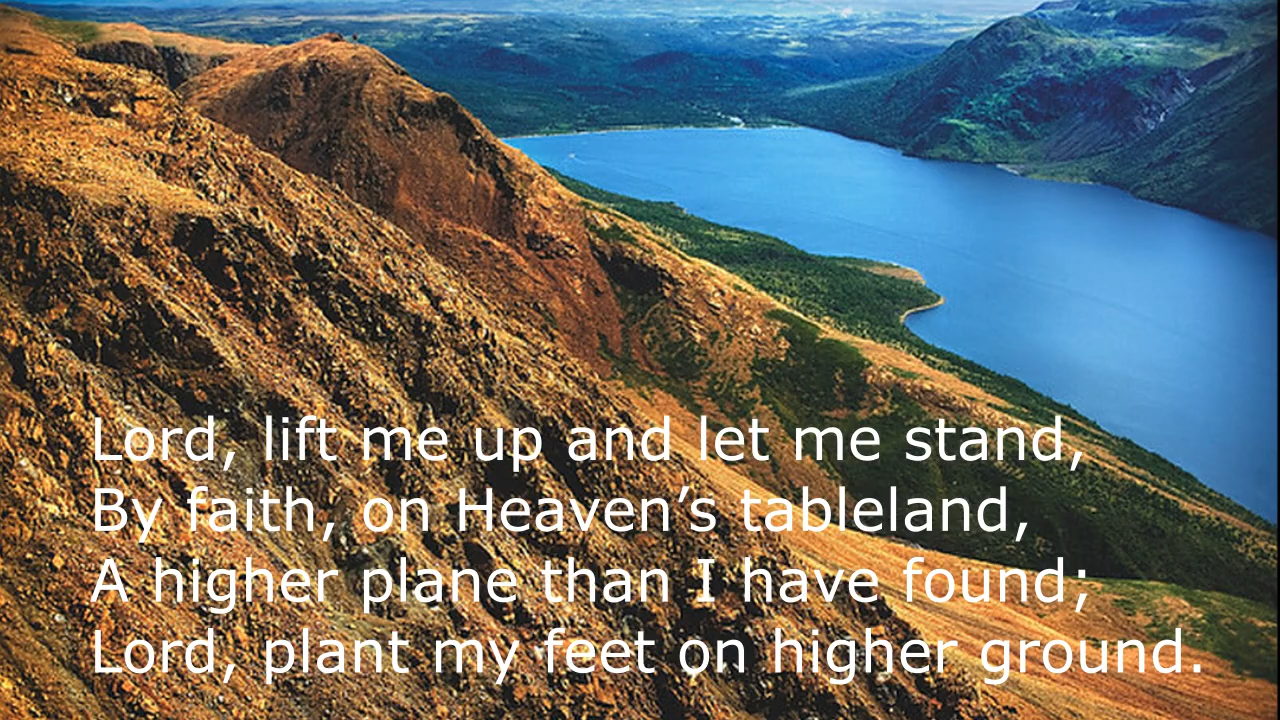 Lord, lift me up and let me stand,
By faith, on Heaven’s tableland,
A higher plane than I have found;
Lord, plant my feet on higher ground.